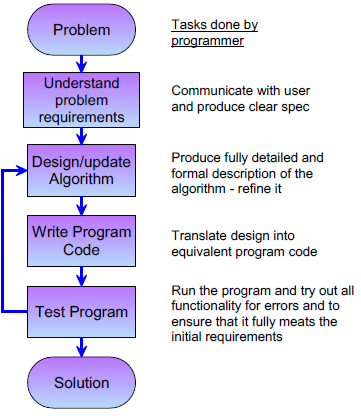 Problem
Tasks done by
programmer
Understand
problem
requirements
Communicate with user
and produce clear spec
Design/update
Algorithm
Produce fully detailed and
formal description of the
algorithm - refine it
Write Program
Code
Translate design into
equivalent program code
Test Program
Run the program and try out all
functionality for errors and to
ensure that it fully meats the
initial requirements
Solution